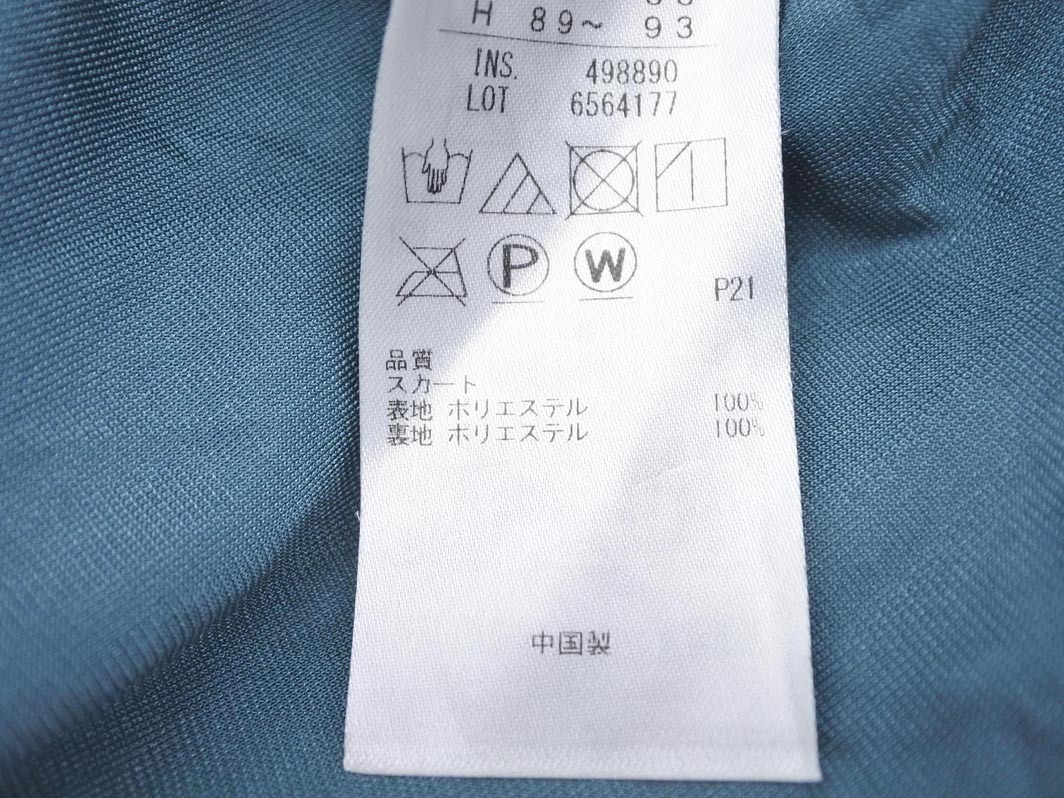 H 89~ 93
INS. 498890
LOT 6564177
P W
P21
品質
スカート
表地 ポリエステル 100%
裏地 ポリエステル 100%
中国製